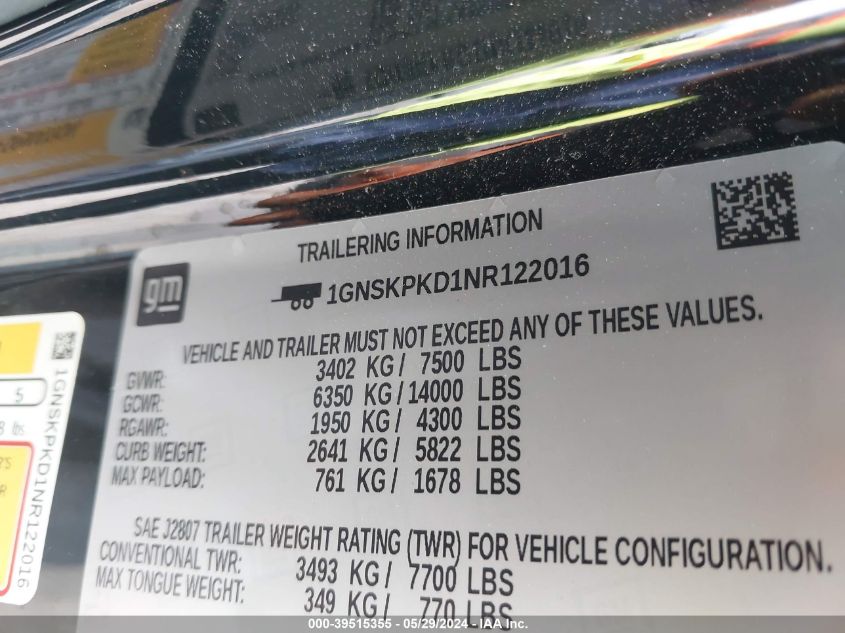 TRAILERING INFORMATION
gm
1GNSKPKD1NR122016
VEHICLE AND TRAILER MUST NOT EXCEED ANY OF THESE VALUES.
GVWR: 3402 KG/ 7500 LBS
GCWR: 6350 KG/14000 LBS
RGAWR: 1950 KG/ 4300 LBS
CURB WEIGHT: 2641 KG/ 5822 LBS
MAX PAYLOAD: 761 KG/ 1678 LBS
SAE J2807 TRAILER WEIGHT RATING (TWR) FOR VEHICLE CONFIGURATION.
CONVENTIONAL TWR: 3493 KG/ 7700 LBS
MAX TONGUE WEIGHT: 349 KG/ 770 LBS
5
lbs
1GNSKPKD1NR122016
000-39515355 - 05/29/2024 - IAA Inc.